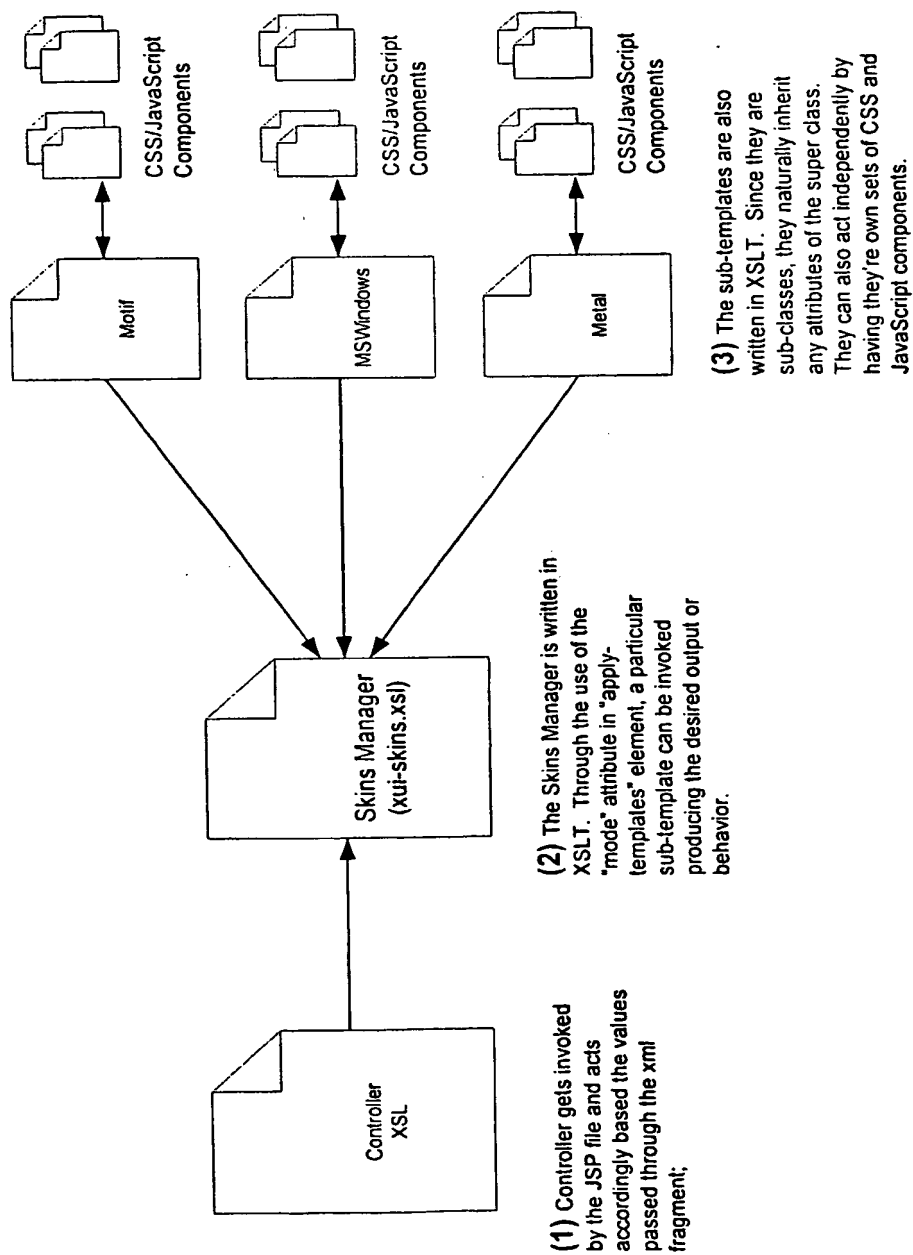 Controller
XSL
(1) Controller gets invoked
by the JSP file and acts
accordingly based the values
passed through the xml
fragment;
Skins Manager
(xui-skins.xsl)
(2) The Skins Manager is written in
XSLT. Through the use of the
"mode" attribute in "apply-
templates" element, a particular
sub-template can be invoked
producing the desired output or
behavior.
Motif
CSS/JavaScript
Components
MSWindows
CSS/JavaScript
Components
Metal
CSS/JavaScript
Components
(3) The sub-templates are also
written in XSLT. Since they are
sub-classes, they naturally inherit
any attributes of the super class.
They can also act independently by
having they're own sets of CSS and
JavaScript components.